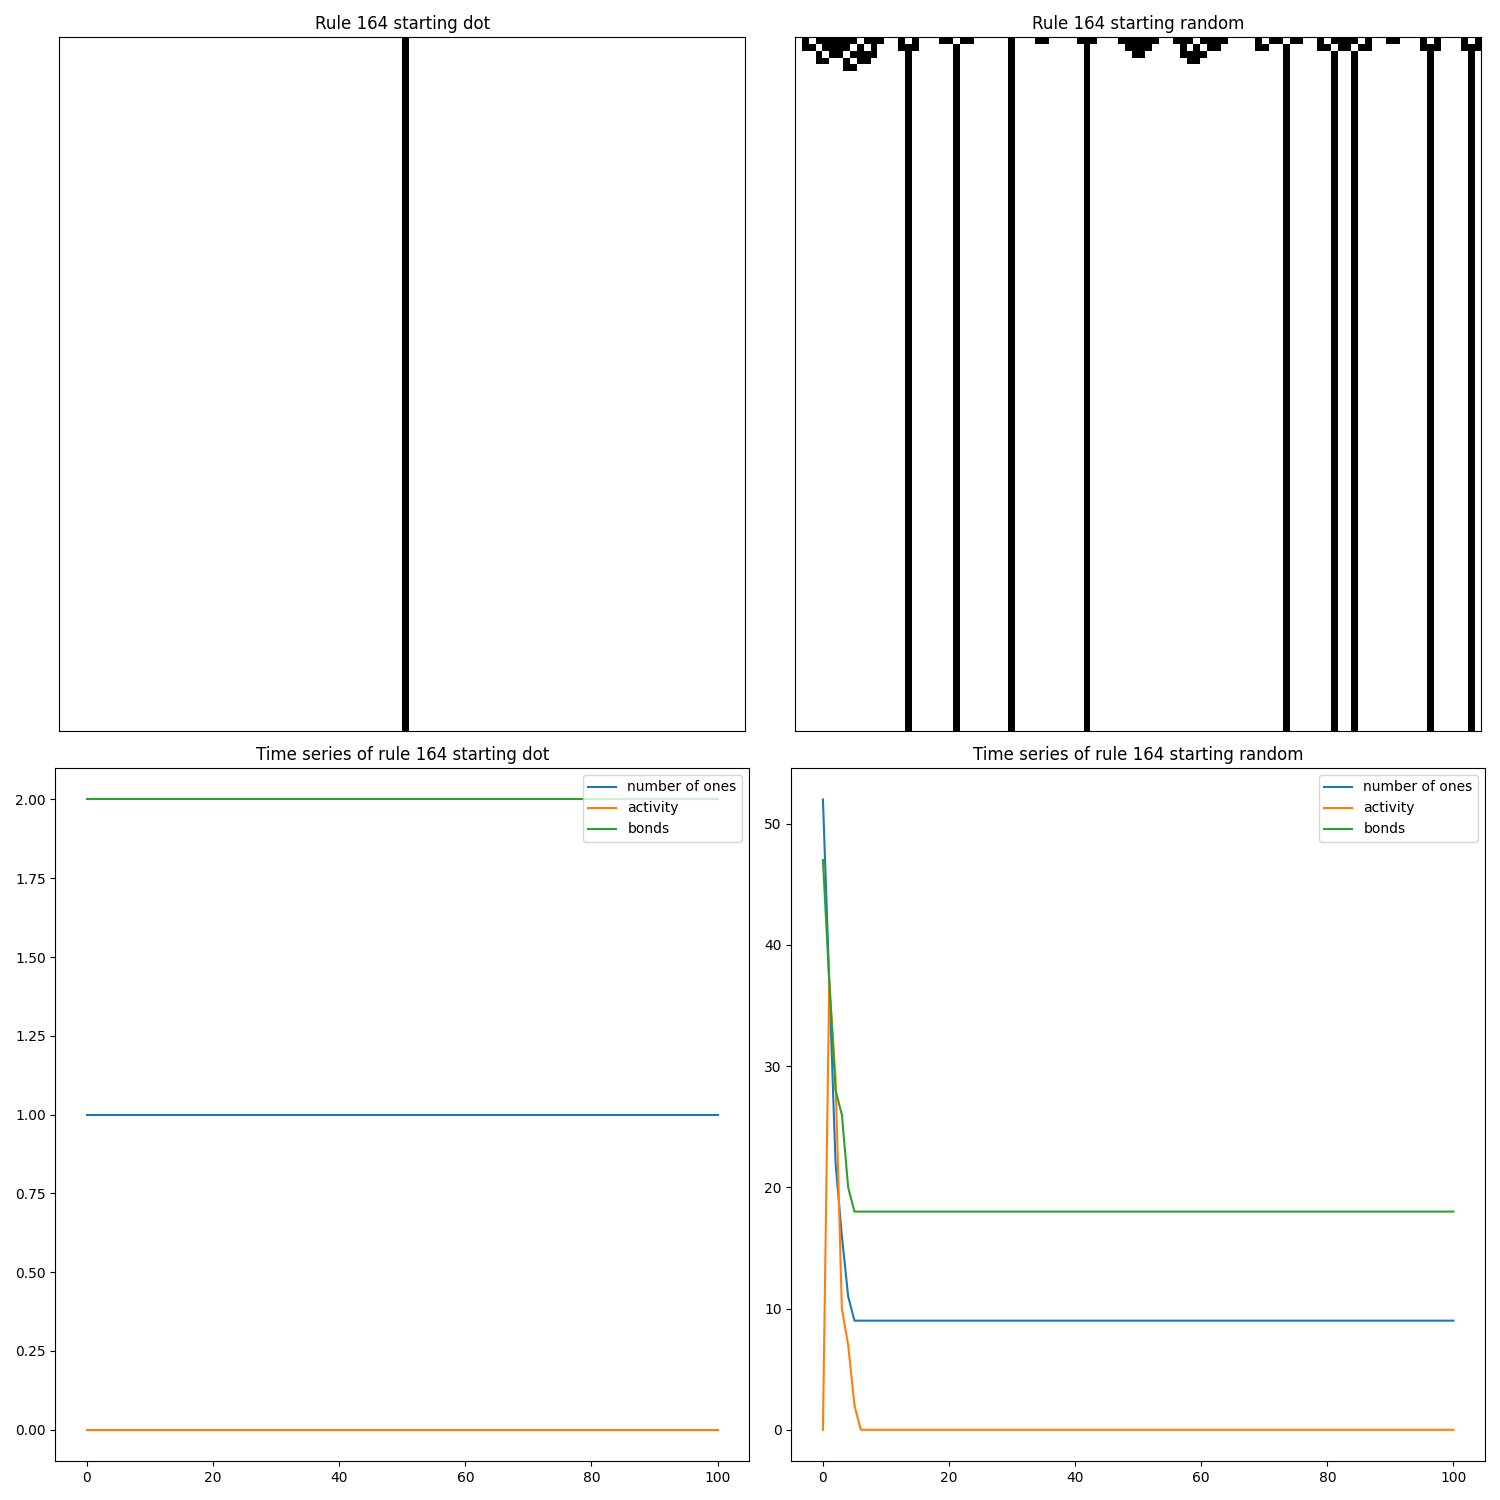 Rule 164 starting dot
Rule 164 starting random
Time series of rule 164 starting dot
2.00
1.75
1.50
1.25
1.00
0.75
0.50
0.25
0.00
0
20
40
60
80
100
number of ones
activity
bonds
Time series of rule 164 starting random
50
40
30
20
10
0
0
20
40
60
80
100
number of ones
activity
bonds